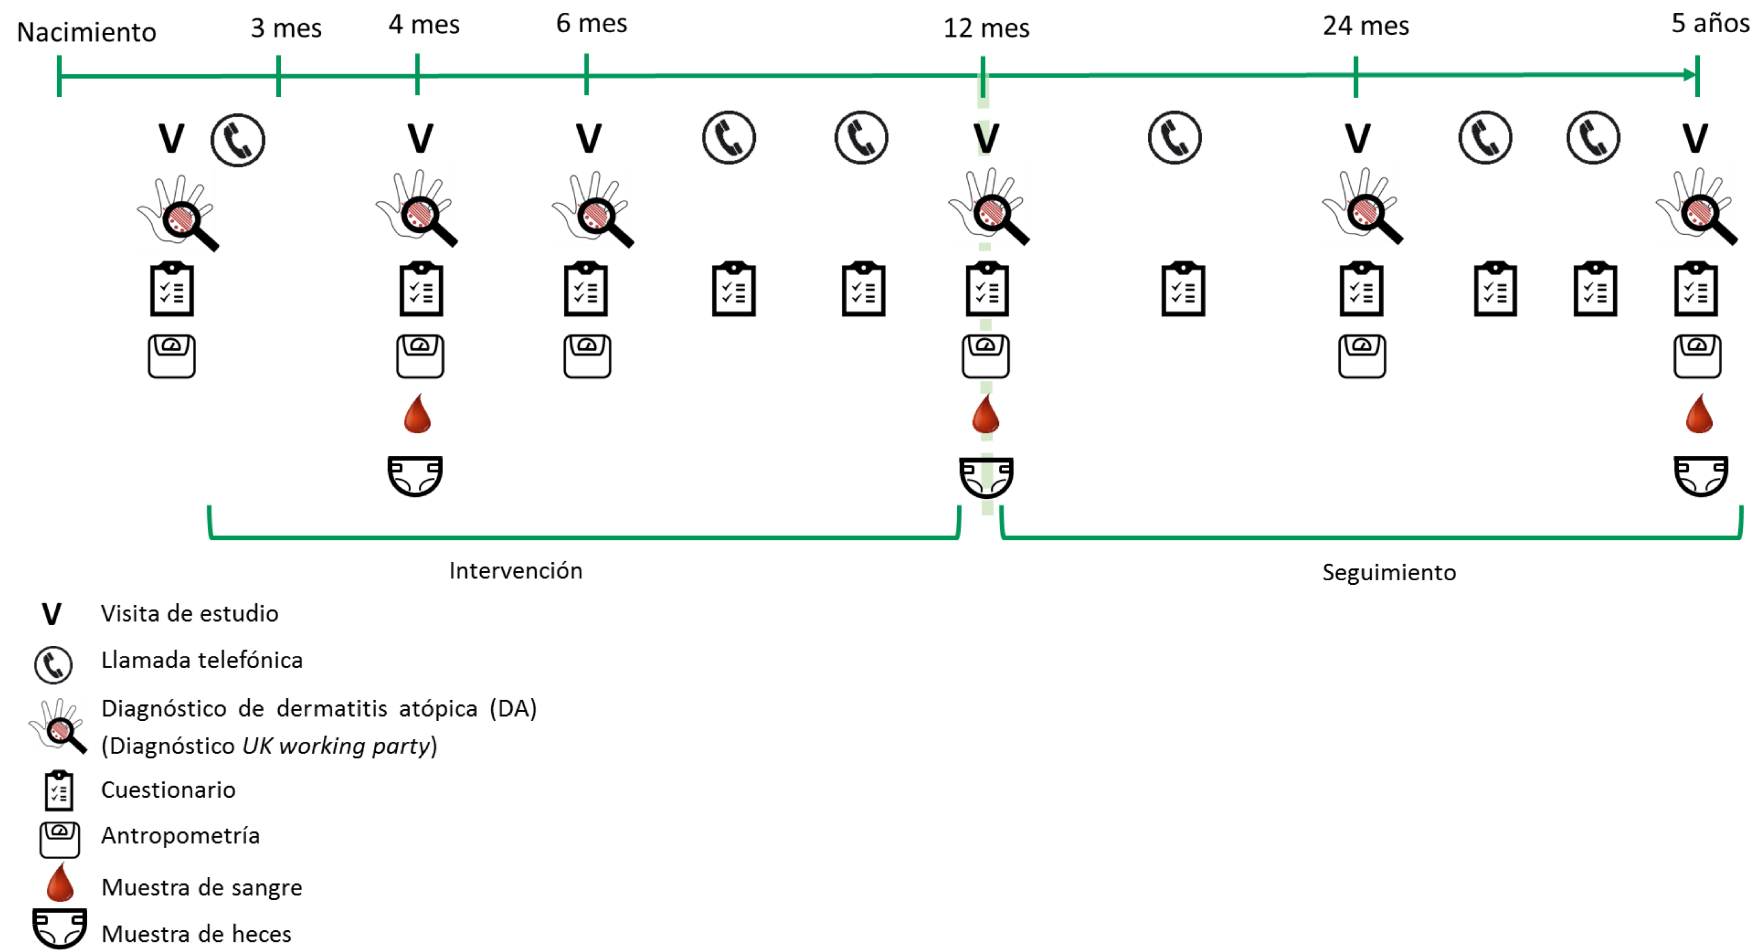 Nacimiento
3 mes
4 mes
6 mes
12 mes
24 mes
5 años
V
V
V
V
V
V
Intervención
Seguimiento
V Visita de estudio
Llamada telefónica
Diagnóstico de dermatitis atópica (DA)
(Diagnóstico UK working party)
Cuestionario
Antropometría
Muestra de sangre
Muestra de heces